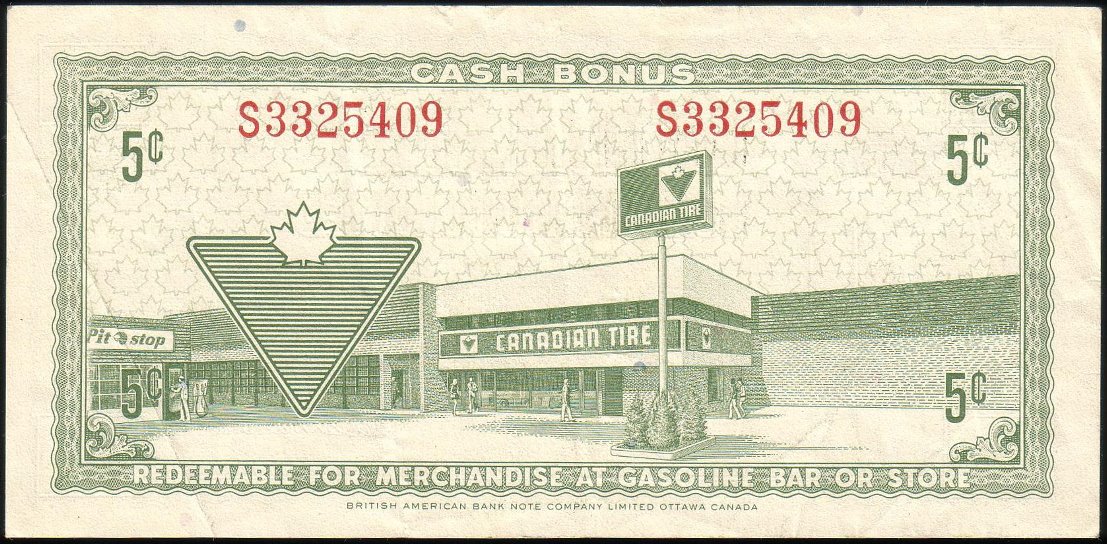 CASH BONUS
S3325409 S3325409
5¢ 5¢
CANADIAN TIRE
CANADIAN TIRE
Pit stop
5¢ 5¢
REDEEMABLE FOR MERCHANDISE AT GASOLINE BAR OR STORE
BRITISH AMERICAN BANK NOTE COMPANY LIMITED OTTAWA CANADA